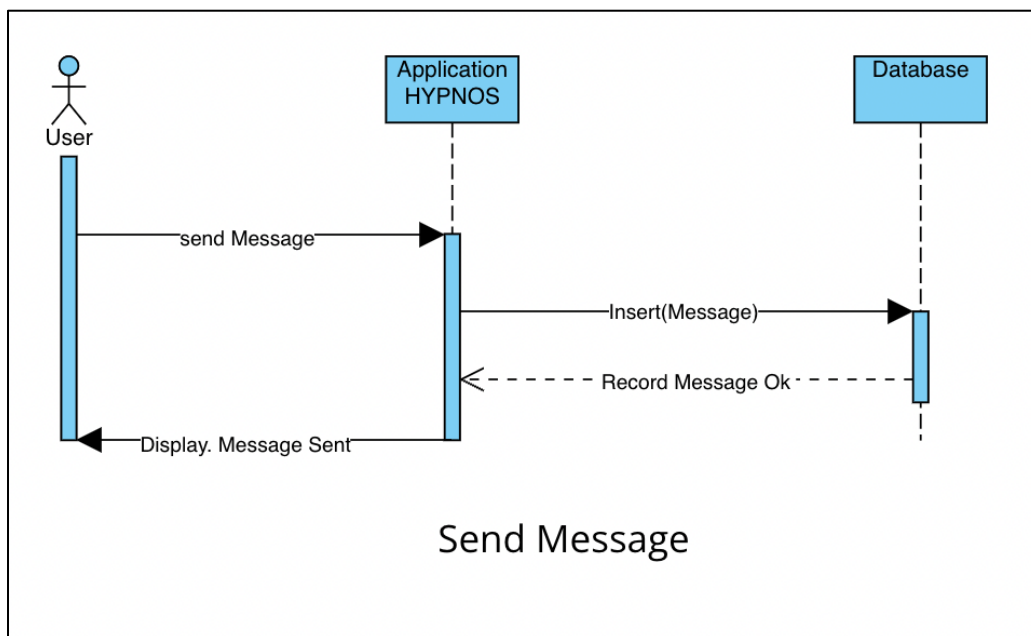 Application
HYPNOS
Database
User
send Message
Insert(Message)
Record Message Ok
Display. Message Sent
Send Message